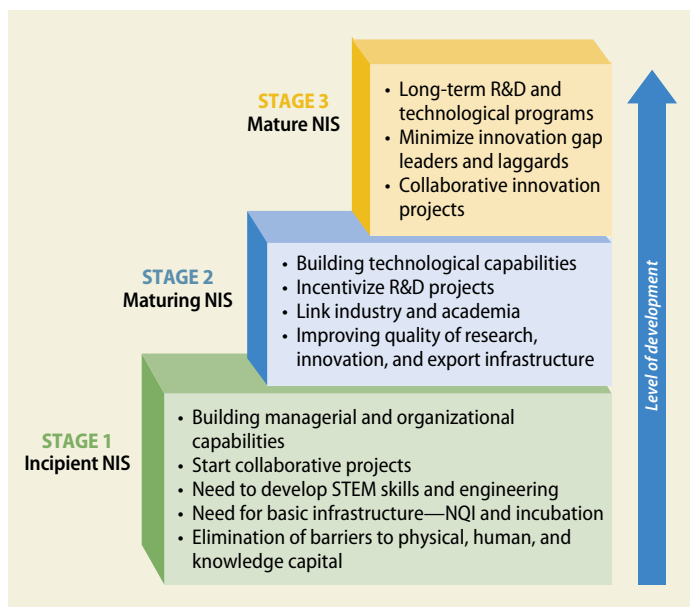 STAGE 3
Mature NIS
• Long-term R&D and
technological programs
• Minimize innovation gap
leaders and laggards
• Collaborative innovation
projects
STAGE 2
Maturing NIS
• Building technological capabilities
• Incentivize R&D projects
• Link industry and academia
• Improving quality of research,
innovation, and export infrastructure
STAGE 1
Incipient NIS
• Building managerial and organizational
capabilities
• Start collaborative projects
• Need to develop STEM skills and engineering
• Need for basic infrastructure—NQI and incubation
• Elimination of barriers to physical, human, and
knowledge capital
Level of development